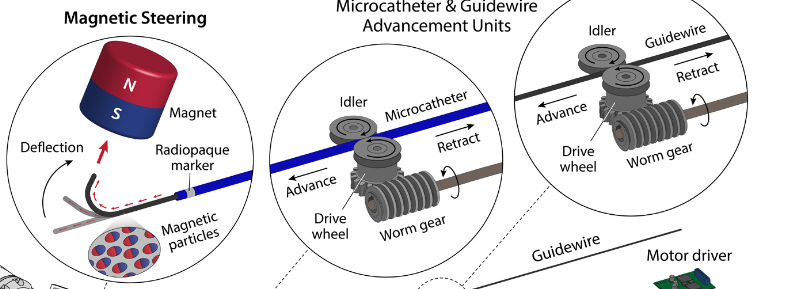 Magnetic Steering
N
S
Magnet
Deflection
Radiopaque
marker
Magnetic
particles
Microcatheter & Guidewire
Advancement Units
Idler
Microcatheter
Retract
Advance
Drive
wheel
Worm gear
Idler
Guidewire
Retract
Advance
Drive
wheel
Worm gear
Guidewire
Motor driver